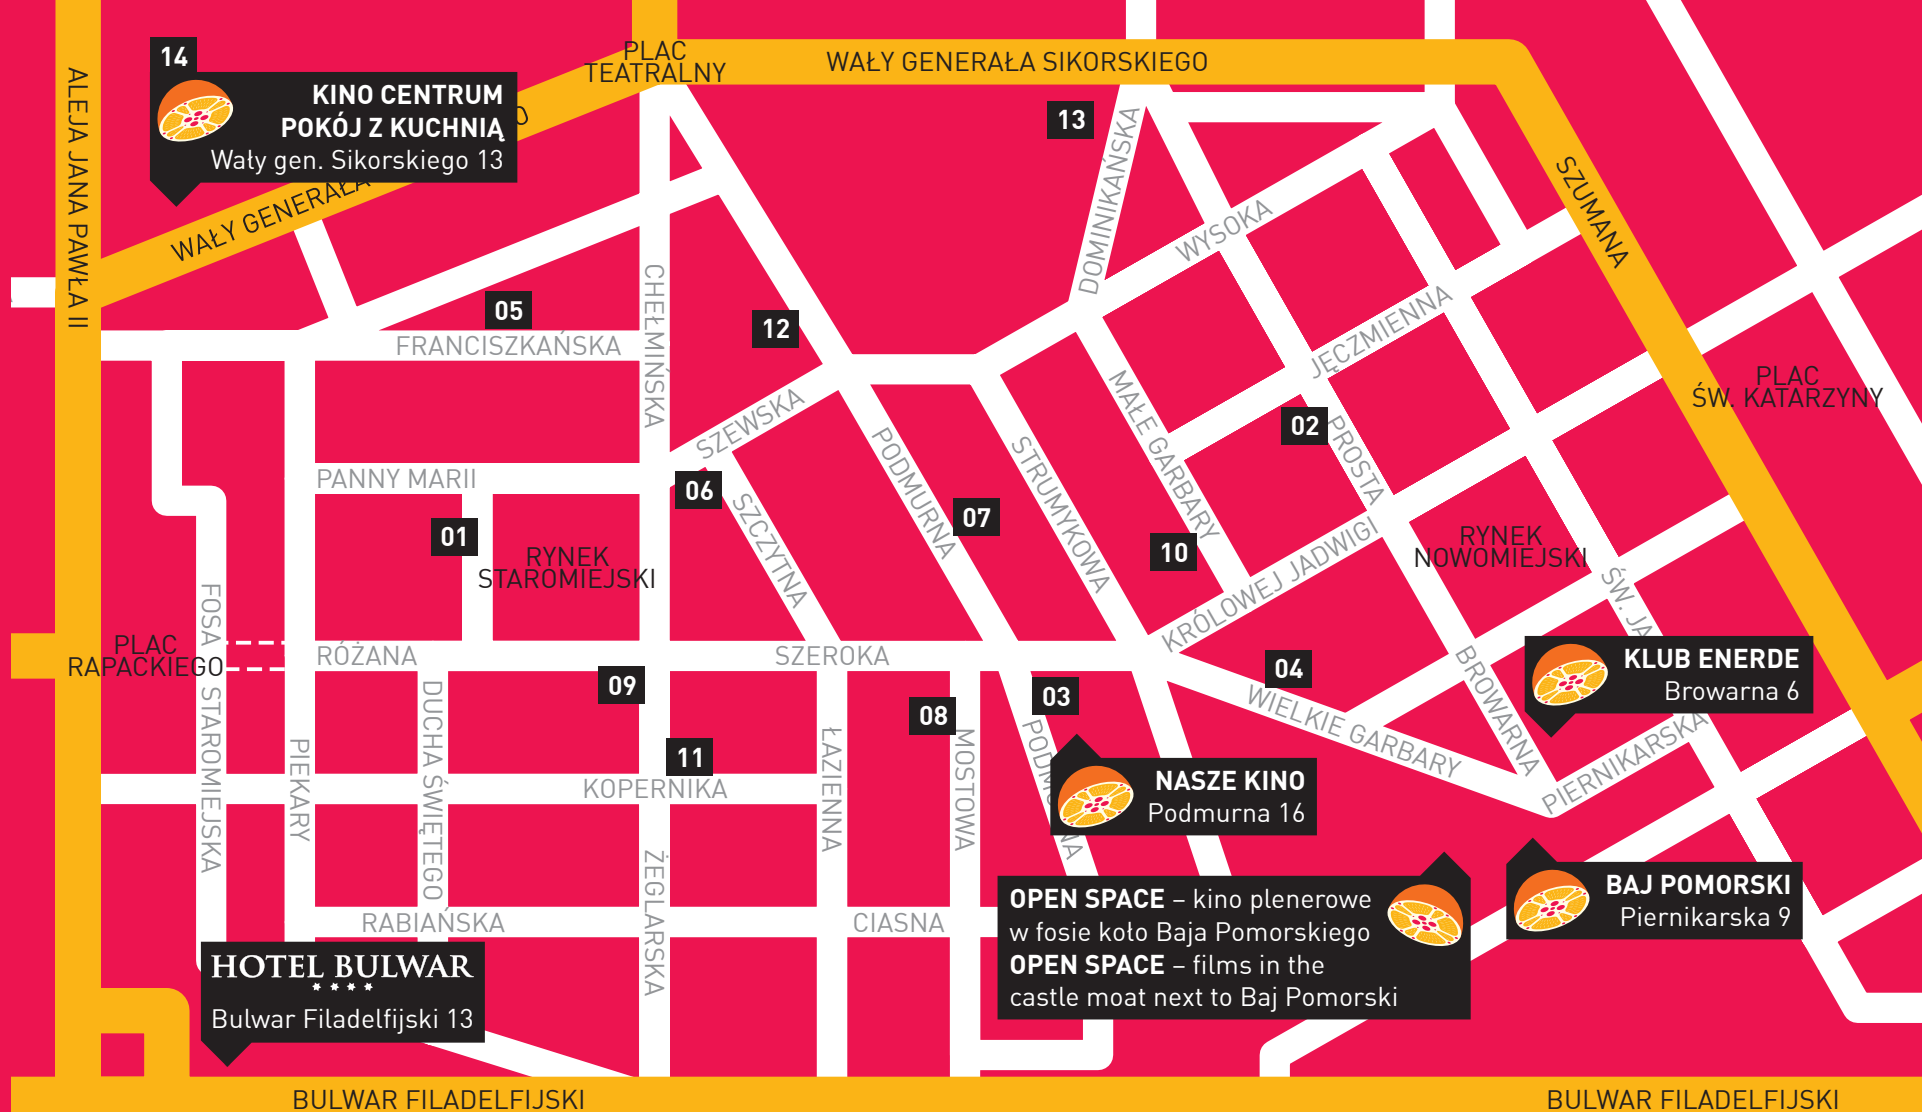 14
KINO CENTRUM
POKÓJ Z KUCHNIĄ
Wały gen. Sikorskiego 13
ALEJA JANA PAWŁA II
WAŁY GENERAŁA
O
PLAC
TEATRALNY
WAŁY GENERAŁA SIKORSKIEGO
13
DOMINIKAŃSKA
WYSOKA
SZUMANA
05
FRANCISZKAŃSKA
CHEŁMIŃSKA
12
JĘCZMIENNA
PLAC
ŚW. KATARZYNY
SZEWSKA
MAŁE GARBARY
02
PROSTA
PANNY MARII
06
SZCZYTNA
PODMURNA
07
STRUMYKOWA
01
RYNEK
STAROMIEJSKI
10
KRÓLOWEJ JADWIGI
RYNEK
NOWOMIEJSKI
ŚW. JA
FOSA STAROMIEJSKA
PLAC
RAPACKIEGO
RÓŻANA
SZEROKA
04
WIELKIE GARBARY
BROWARNA
KLUB ENERDE
Browarna 6
PIERNIKARSKA
09
DUCHA ŚWIĘTEGO
08
03
11
PIEKARY
KOPERNIKA
ŁAZIENNA
MOSTOWA
NASZE KINO
Podmurna 16
ŻEGLARSKA
RABIAŃSKA
CIASNA
OPEN SPACE – kino plenerowe
w fosie koło Baja Pomorskiego
OPEN SPACE – films in the
castle moat next to Baj Pomorski
BAJ POMORSKI
Piernikarska 9
HOTEL BULWAR
Bulwar Filadelfijski 13
BULWAR FILADELFIJSKI
BULWAR FILADELFIJSKI